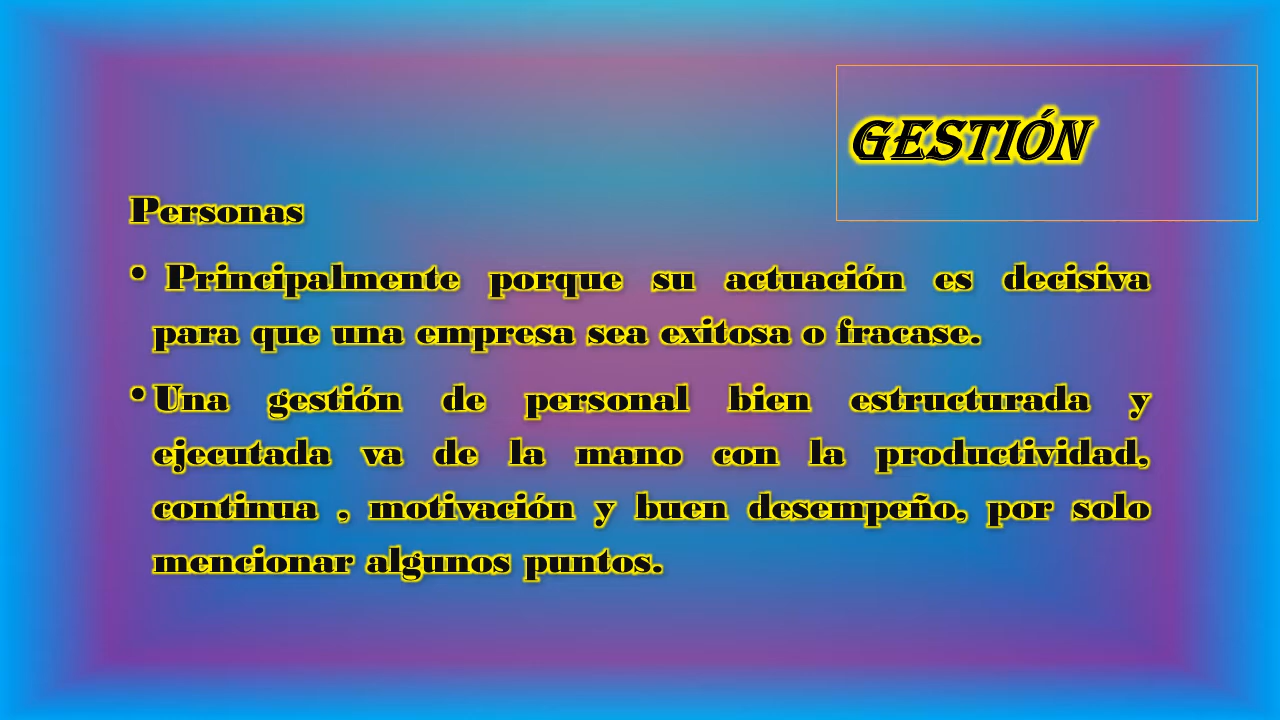 GESTIÓN
Personas
• Principalmente porque su actuación es decisiva
para que una empresa sea exitosa o fracase.
• Una gestión de personal bien estructurada y
ejecutada va de la mano con la productividad,
continua , motivación y buen desempeño, por solo
mencionar algunos puntos.